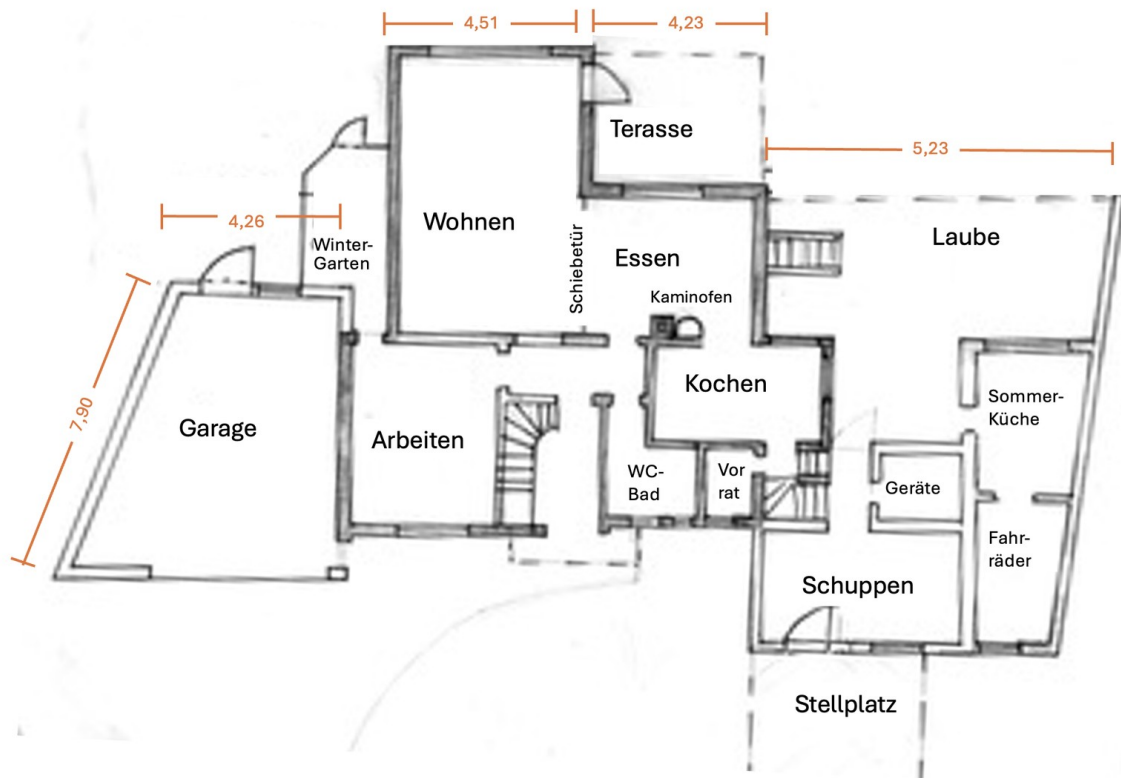 4,51
4,23
Terasse
5,23
4,26
Wohnen
Laube
Winter-
Garten
Schiebetür
Essen
Kaminofen
7,90
Garage
Arbeiten
Kochen
Sommer-
Küche
WC-
Bad
Vor
rat
Geräte
Fahr-
räder
Schuppen
Stellplatz